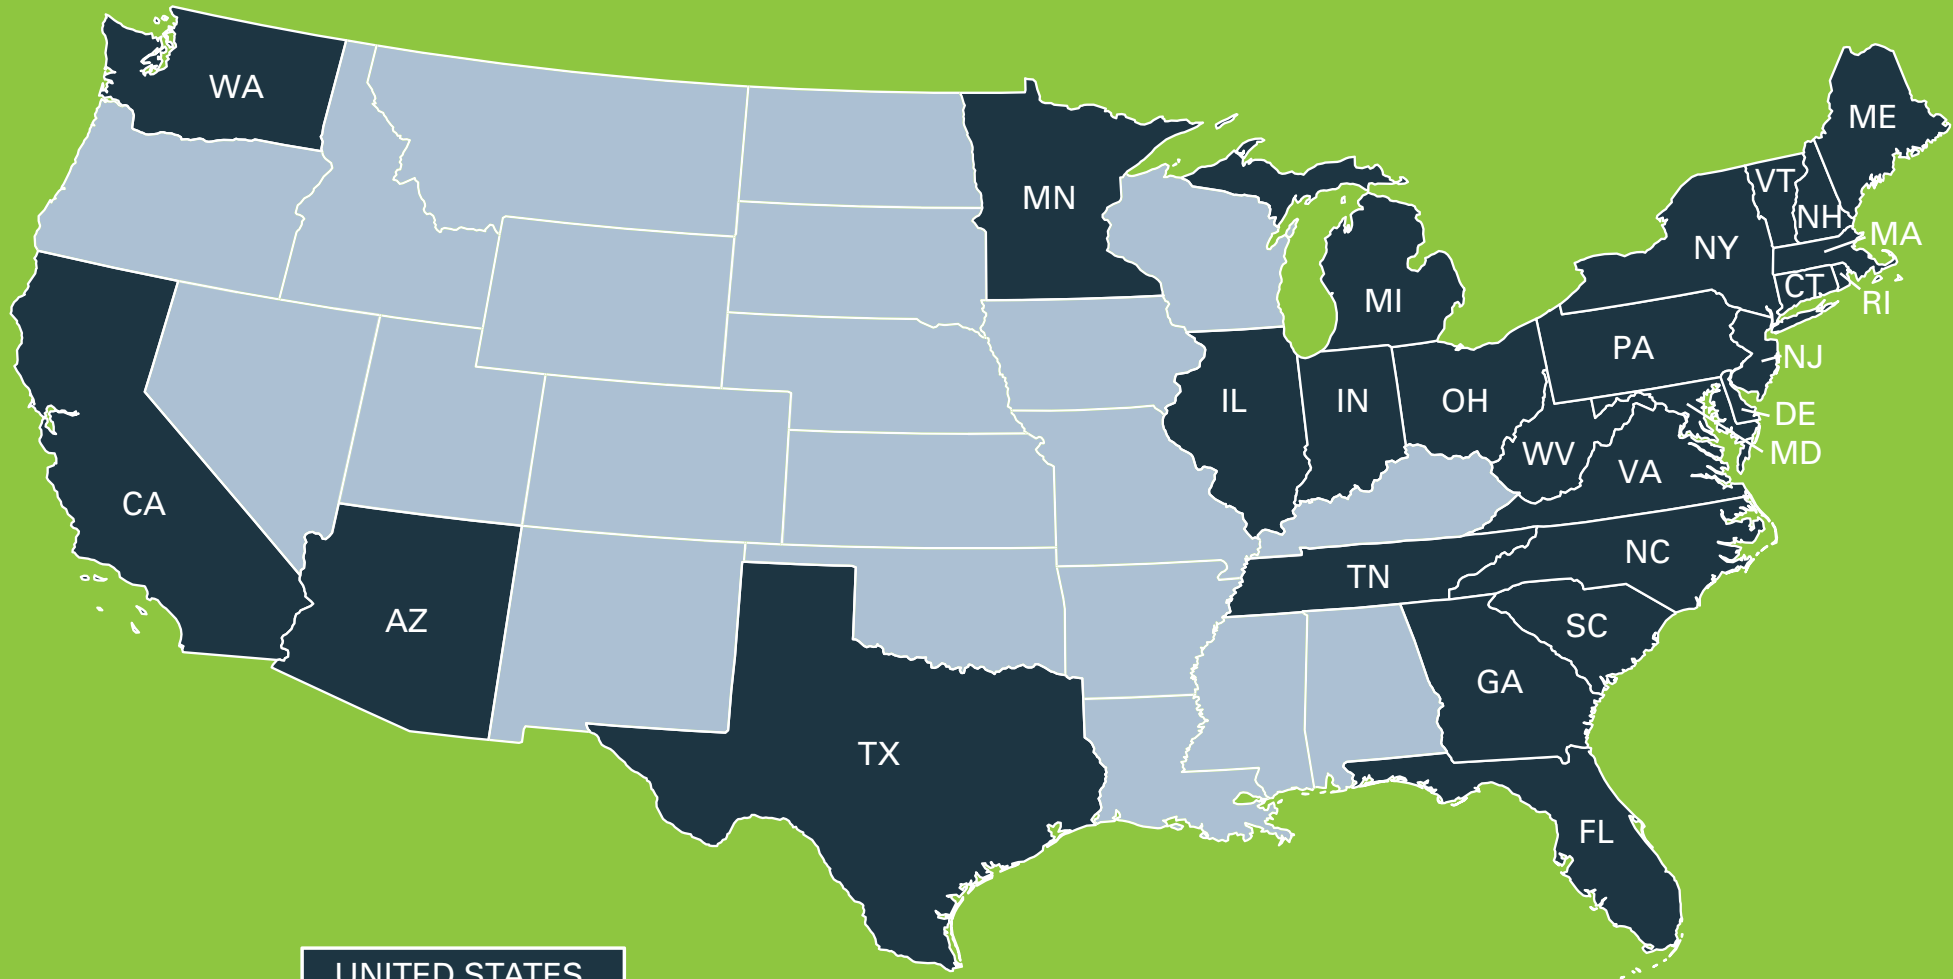 WA
ME
MN
VT
NH
MA
NY
CT
RI
MI
PA
NJ
IL
IN
OH
DE
WV
MD
VA
CA
NC
TN
AZ
SC
GA
TX
FL
UNITED STATES